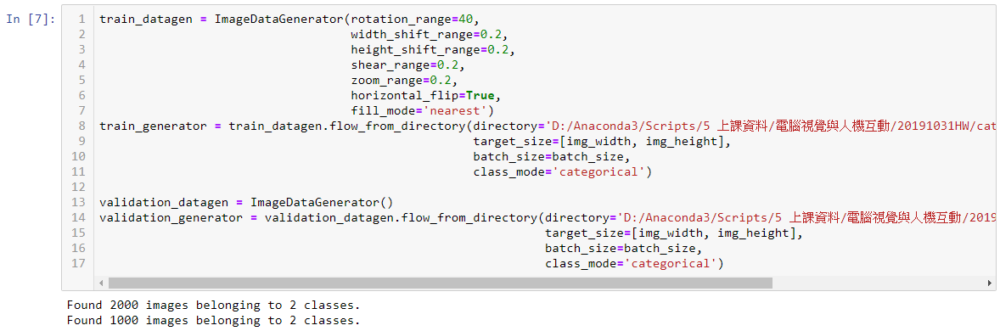 In [7]:
1 train_datagen = ImageDataGenerator(rotation_range=40,
2 width_shift_range=0.2,
3 height_shift_range=0.2,
4 shear_range=0.2,
5 zoom_range=0.2,
6 horizontal_flip=True,
7 fill_mode='nearest')
8 train_generator = train_datagen.flow_from_directory(directory='D:/Anaconda3/Scripts/5 上課資料/電腦視覺與人機互動/20191031HW/cat
9 target_size=[img_width, img_height],
10 batch_size=batch_size,
11 class_mode='categorical')
12
13 validation_datagen = ImageDataGenerator()
14 validation_generator = validation_datagen.flow_from_directory(directory='D:/Anaconda3/Scripts/5 上課資料/電腦視覺與人機互動/2019
15 target_size=[img_width, img_height],
16 batch_size=batch_size,
17 class_mode='categorical')
Found 2000 images belonging to 2 classes.
Found 1000 images belonging to 2 classes.